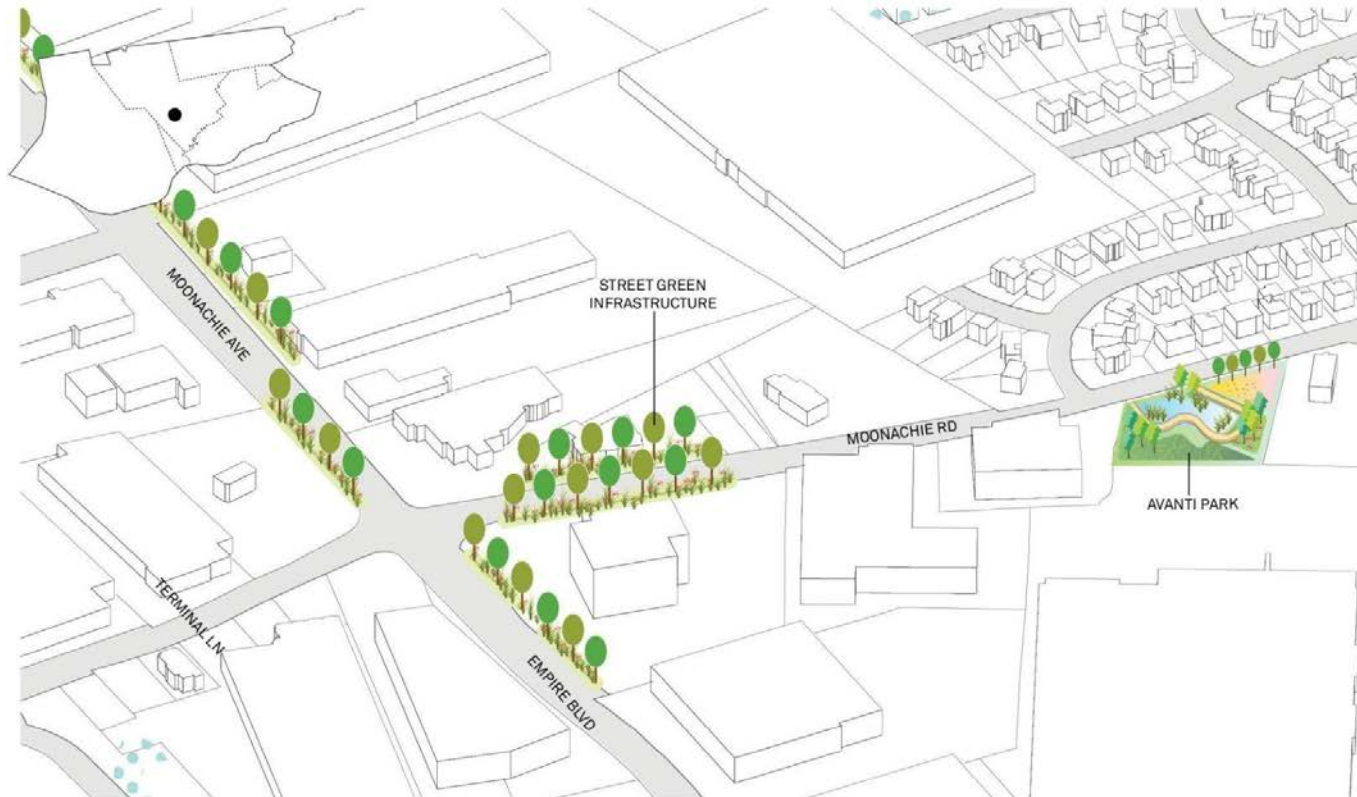 STREET GREEN
INFRASTRUCTURE
MOONACHIE AVE
MOONACHIE RD
AVANTI PARK
TERMINAL LN
EMPIRE BLVD